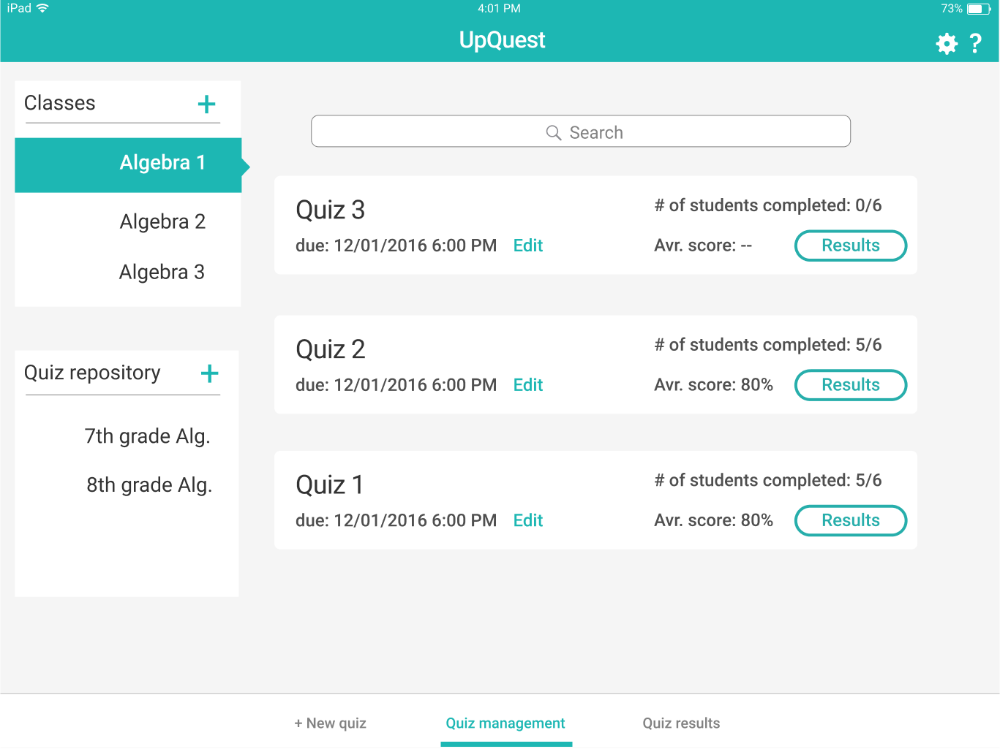 iPad
4:01 PM
73%
UpQuest
?
Classes
+
Algebra 1
Algebra 2
Algebra 3
Quiz repository
+
7th grade Alg.
8th grade Alg.
Search
Quiz 3
# of students completed: 0/6
due: 12/01/2016 6:00 PM Edit
Avr. score: --
Results
Quiz 2
# of students completed: 5/6
due: 12/01/2016 6:00 PM Edit
Avr. score: 80%
Results
Quiz 1
# of students completed: 5/6
due: 12/01/2016 6:00 PM Edit
Avr. score: 80%
Results
+ New quiz
Quiz management
Quiz results